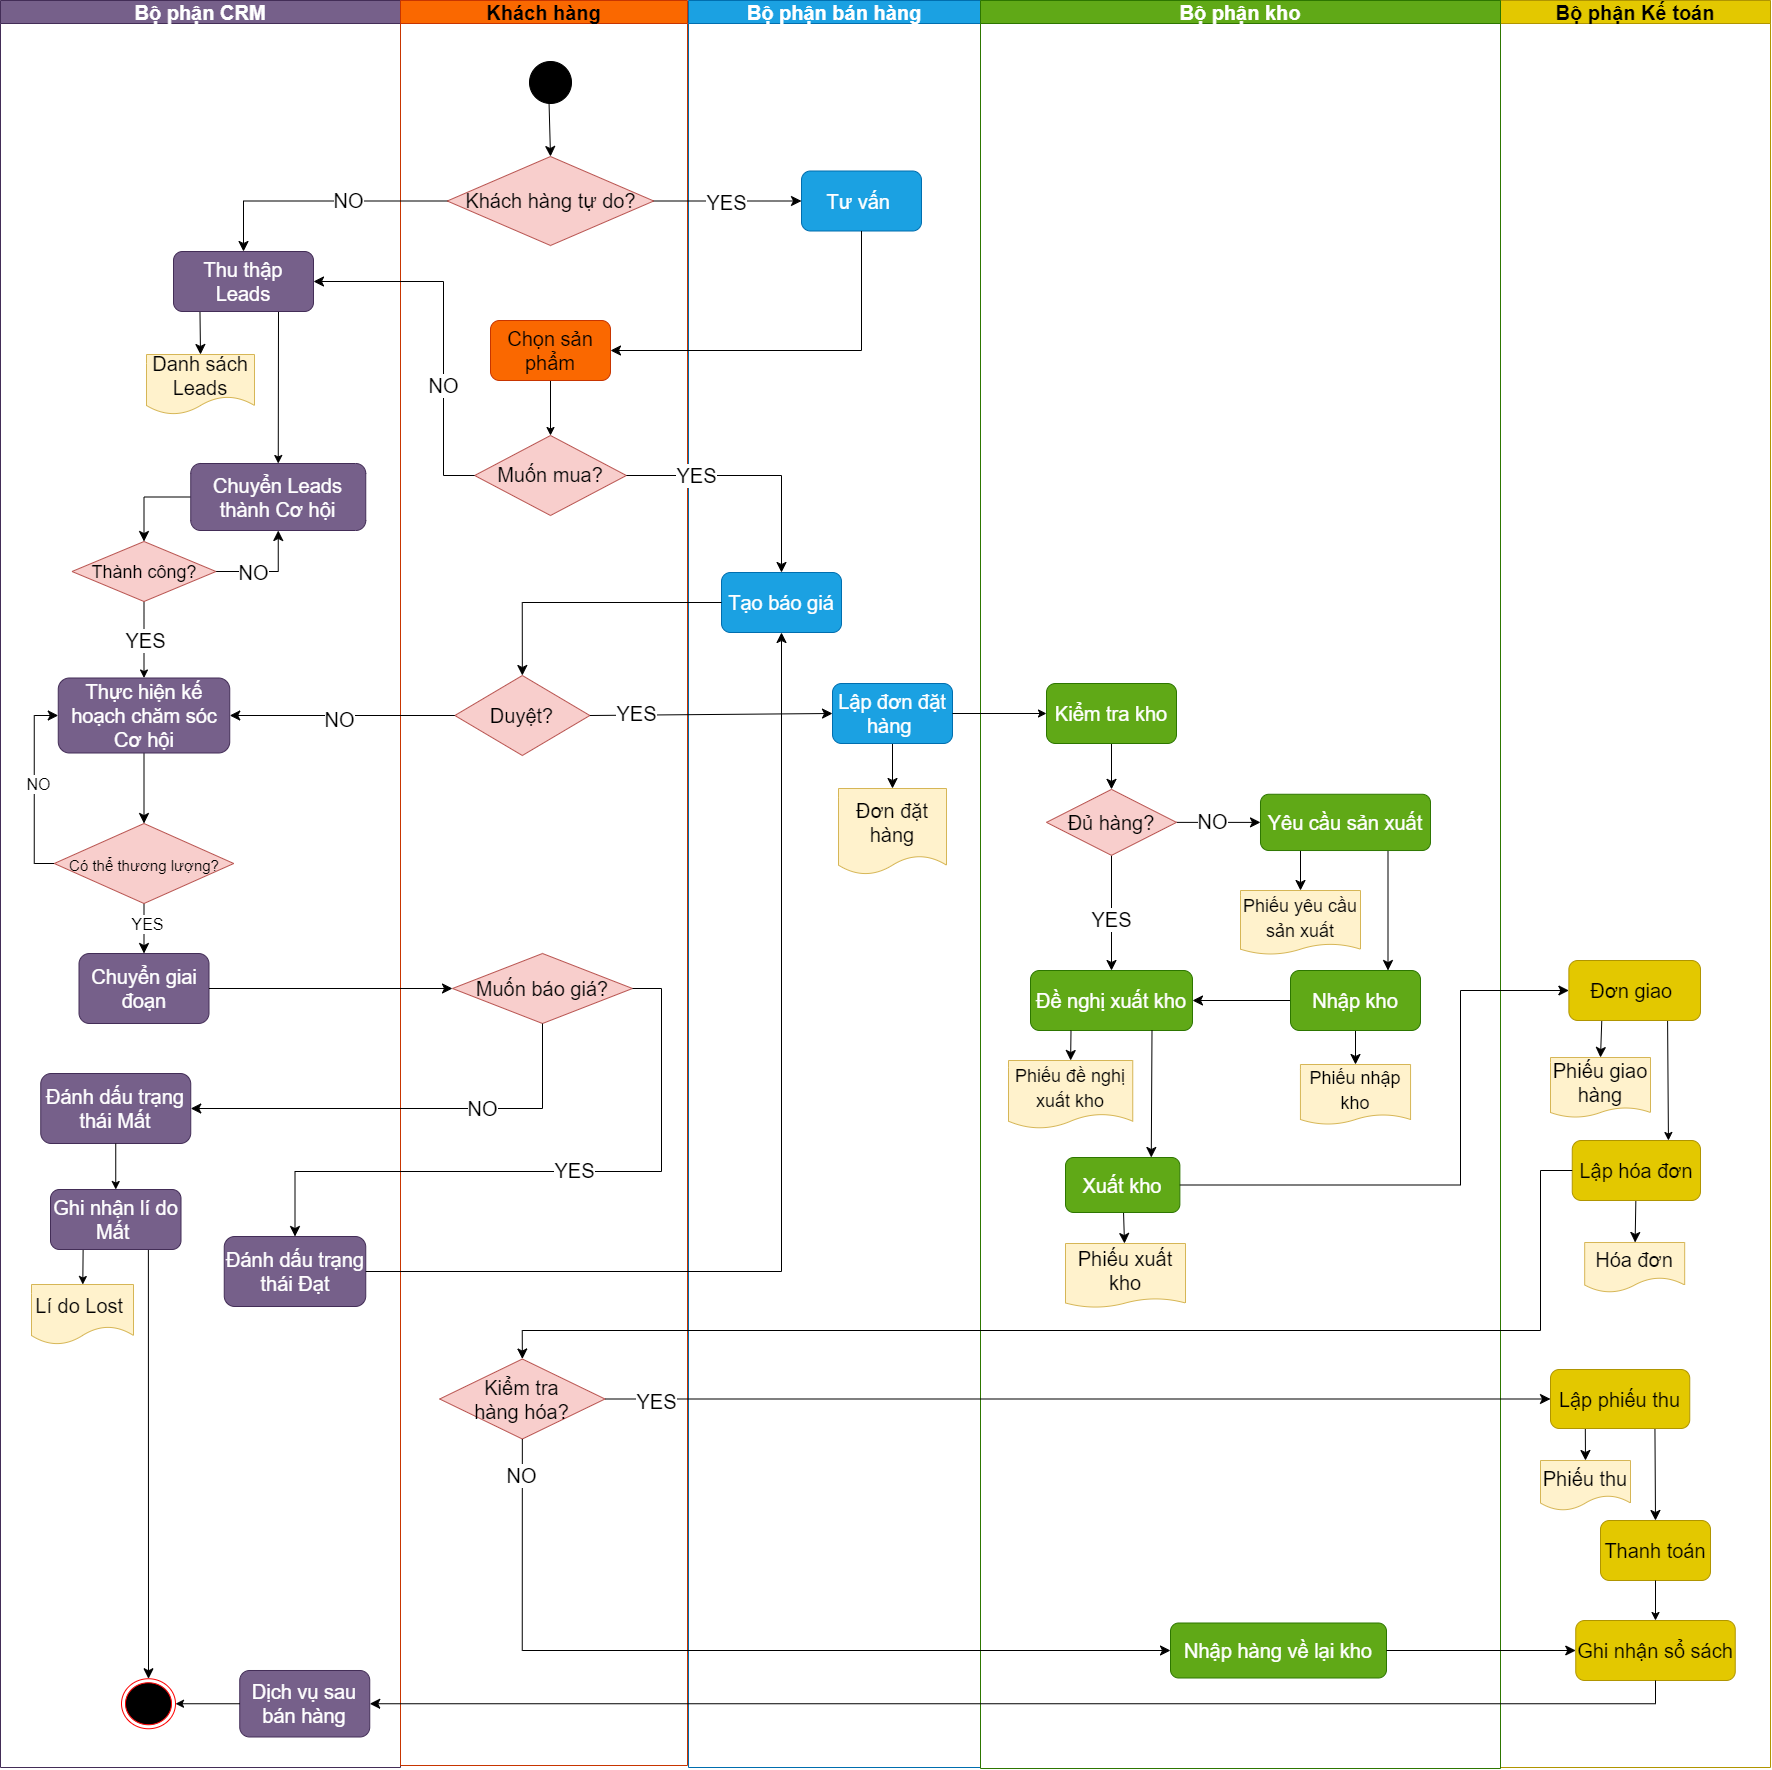 Bộ phận CRM
Khách hàng
Bộ phận bán hàng
Bộ phận kho
Bộ phận Kế toán
Khách hàng tự do?
NO
YES
Tư vấn
Thu thập
Leads
Danh sách
Leads
Chọn sản
phẩm
NO
Muốn mua?
YES
Chuyển Leads
thành Cơ hội
Thành công?
NO
YES
Tạo báo giá
Thực hiện kế
hoạch chăm sóc
Cơ hội
NO
Duyệt?
YES
Lập đơn đặt
hàng
Kiểm tra kho
NO
Đơn đặt
hàng
Đủ hàng?
NO
Yêu cầu sản xuất
Có thể thương lượng?
YES
YES
Phiếu yêu cầu
sản xuất
Chuyển giai
đoạn
Muốn báo giá?
Đề nghị xuất kho
Nhập kho
Đơn giao
Phiếu đề nghị
xuất kho
Phiếu nhập
kho
Phiếu giao
hàng
Đánh dấu trạng
thái Mất
NO
YES
Xuất kho
Lập hóa đơn
Ghi nhận lí do
Mất
Đánh dấu trạng
thái Đạt
Phiếu xuất
kho
Hóa đơn
Lí do Lost
Kiểm tra
hàng hóa?
YES
Lập phiếu thu
NO
Phiếu thu
Thanh toán
Nhập hàng về lại kho
Ghi nhận sổ sách
Dịch vụ sau
bán hàng